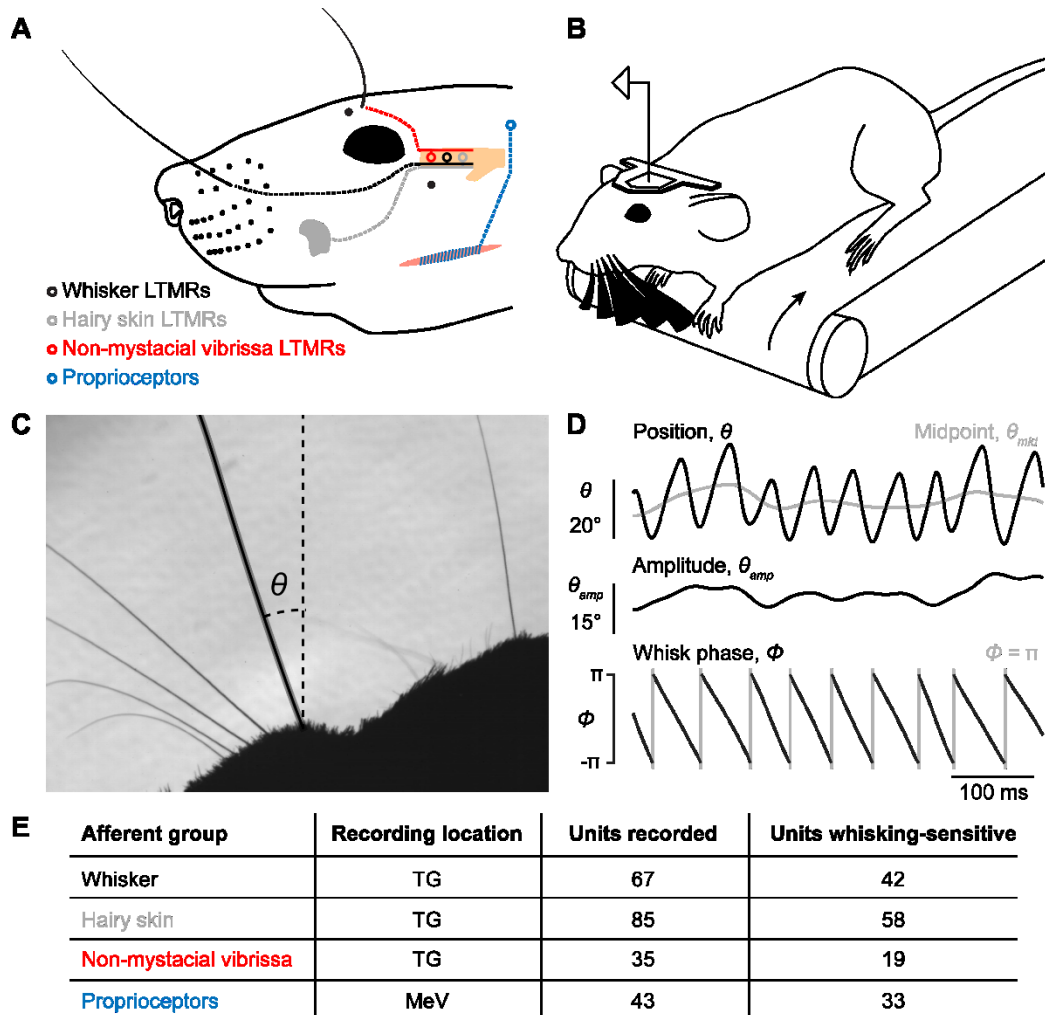 A
B
Whisker LTMRs
Hairy skin LTMRs
Non-mystacial vibrissa LTMRs
Proprioceptors
C
θ
D
Position, θ
Midpoint, θmid
θ
20°
Amplitude, θamp
θamp
15°
Whisk phase, Φ
Φ = π
π
Φ
-π
100 ms
E
Afferent group Recording location Units recorded Units whisking-sensitive
Whisker TG 67 42
Hairy skin TG 85 58
Non-mystacial vibrissa TG 35 19
Proprioceptors MeV 43 33